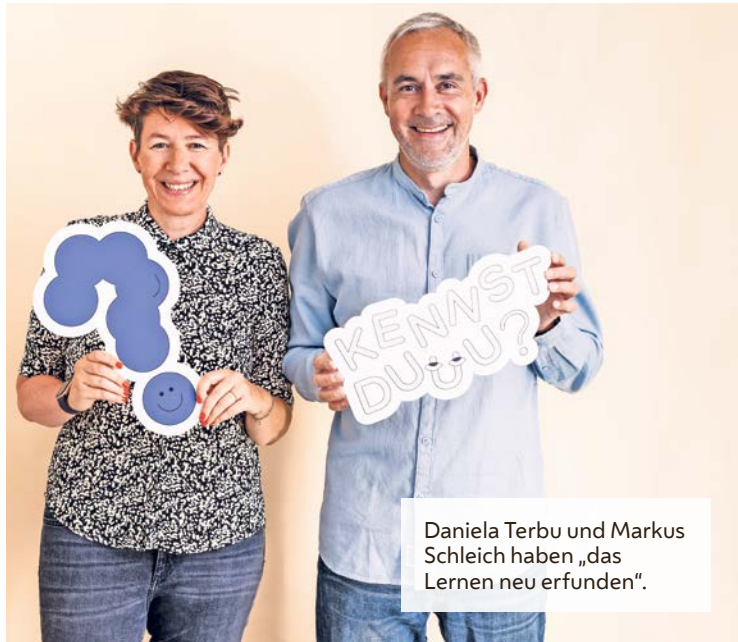 KENNST
DUUU?
Daniela Terbu und Markus
Schleich haben „das
Lernen neu erfunden“.